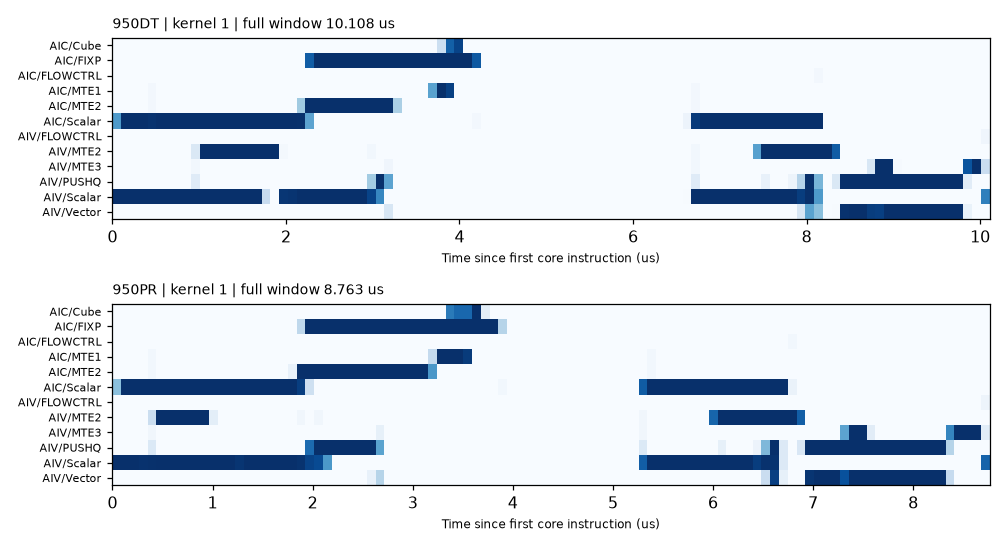 950DT | kernel 1 | full window 10.108 us
AIC/Cube
AIC/FIXP
AIC/FLOWCTRL
AIC/MTE1
AIC/MTE2
AIC/Scalar
AIV/FLOWCTRL
AIV/MTE2
AIV/MTE3
AIV/PUSHQ
AIV/Scalar
AIV/Vector
0 2 4 6 8 10
Time since first core instruction (us)
950PR | kernel 1 | full window 8.763 us
AIC/Cube
AIC/FIXP
AIC/FLOWCTRL
AIC/MTE1
AIC/MTE2
AIC/Scalar
AIV/FLOWCTRL
AIV/MTE2
AIV/MTE3
AIV/PUSHQ
AIV/Scalar
AIV/Vector
0 1 2 3 4 5 6 7 8
Time since first core instruction (us)